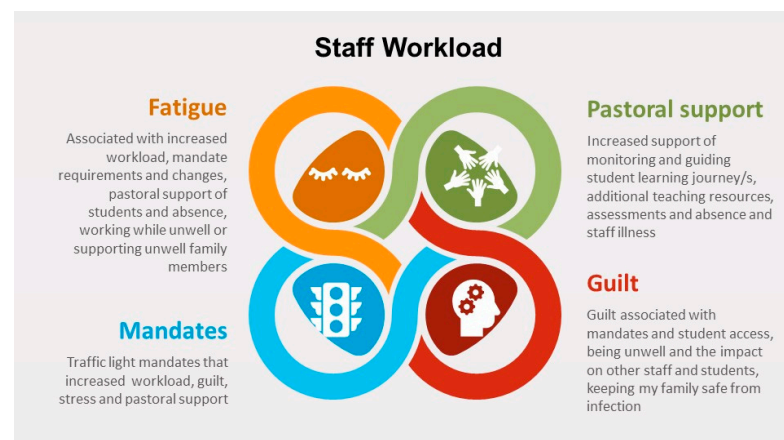 Staff Workload
Fatigue
Associated with increased
workload, mandate
requirements and changes,
pastoral support of
students and absence,
working while unwell or
supporting unwell family
members
Pastoral support
Increased support of
monitoring and guiding
student learning journey/s,
additional teaching resources,
assessments and absence and
staff illness
Mandates
Traffic light mandates that
increased workload, guilt,
stress and pastoral support
Guilt
Guilt associated with
mandates and student access,
being unwell and the impact
on other staff and students,
keeping my family safe from
infection